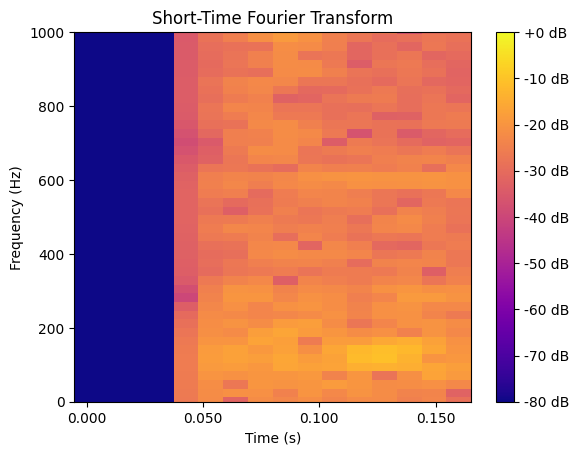 Short-Time Fourier Transform
1000
800
600
400
200
0
Frequency (Hz)
0.000
0.050
0.100
0.150
Time (s)
+0 dB
-10 dB
-20 dB
-30 dB
-40 dB
-50 dB
-60 dB
-70 dB
-80 dB